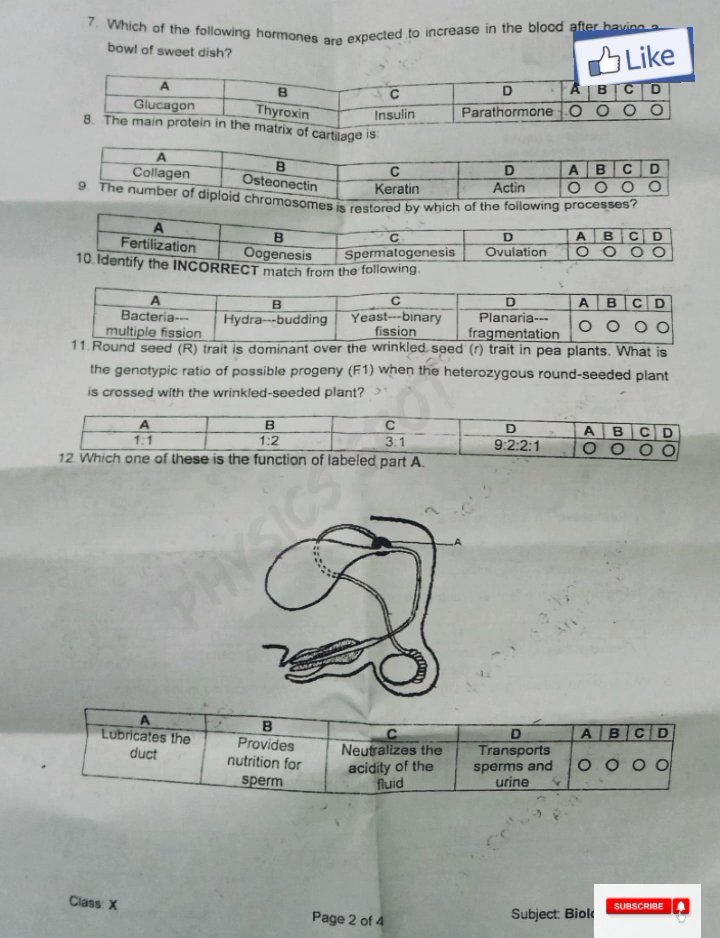 7. Which of the following hormones are expected to increase in the blood after having a
bowl of sweet dish?
Like
A B C D A B C D
Glucagon Thyroxin Insulin Parathormone
8. The main protein in the matrix of cartilage is
A B C D A B C D
Collagen Osteonectin Keratin Actin
9. The number of diploid chromosomes is restored by which of the following processes?
A B C D A B C D
Fertilization Oogenesis Spermatogenesis Ovulation
10. Identify the INCORRECT match from the following.
A B C D A B C D
Bacteria--- Hydra---budding Yeast---binary Planaria---
multiple fission fission fragmentation
11. Round seed (R) trait is dominant over the wrinkled seed (r) trait in pea plants. What is
the genotypic ratio of possible progeny (F1) when the heterozygous round-seeded plant
is crossed with the wrinkled-seeded plant?
A B C D A B C D
1:1 1:2 3:1 9:2:2:1
12. Which one of these is the function of labeled part A.
PHYSICS SPOT
A
A B C D A B C D
Lubricates the Provides Neutralizes the Transports
duct nutrition for acidity of the sperms and
sperm fluid urine
Class: X
Page 2 of 4
Subject:
SUBSCRIBE